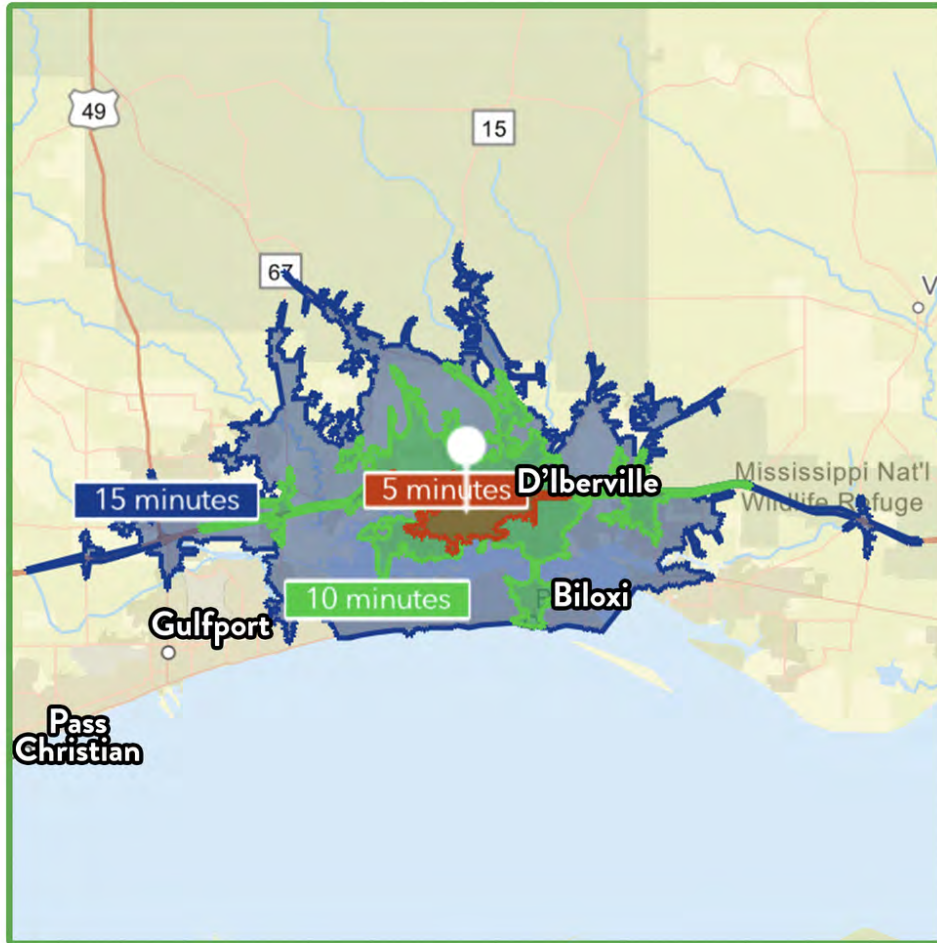 49
15
67
V
5 minutes
D'Iberville
Mississippi Nat'l
Wildlife Refuge
15 minutes
10 minutes
P
Biloxi
Gulfport
Pass
Christian